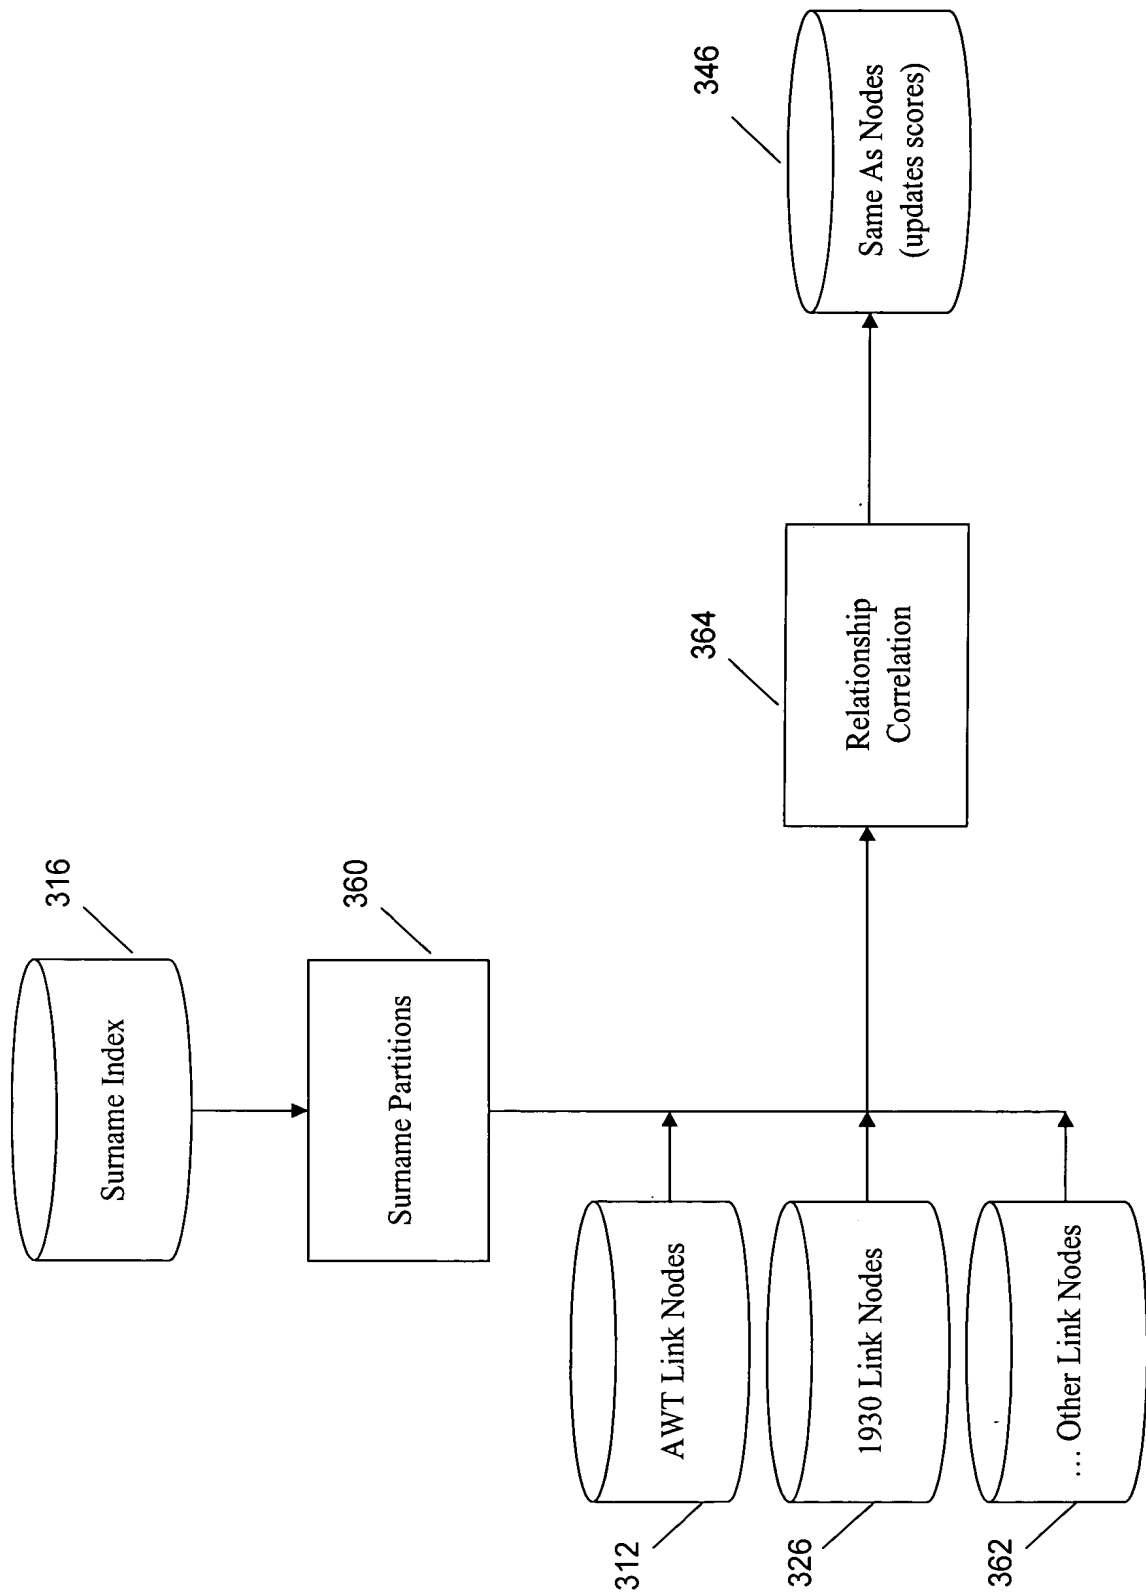 316
Surname Index
360
Surname Partitions
312
AWT Link Nodes
326
1930 Link Nodes
362
... Other Link Nodes
364
Relationship
Correlation
346
Same As Nodes
(updates scores)